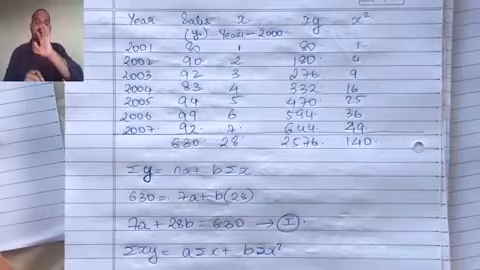 Year Sales x xy x²
(y) Year-2000
2001 80 1 80 1
2002 90 2 180 4
2003 92 3 276 9
2004 83 4 332 16
2005 94 5 470 25
2006 99 6 594 36
2007 92 7 644 49
630 28 2576 140
Σy = na + bΣx
630 = 7a + b(28)
7a + 28b = 630 → I
Σxy = aΣx + bΣx²